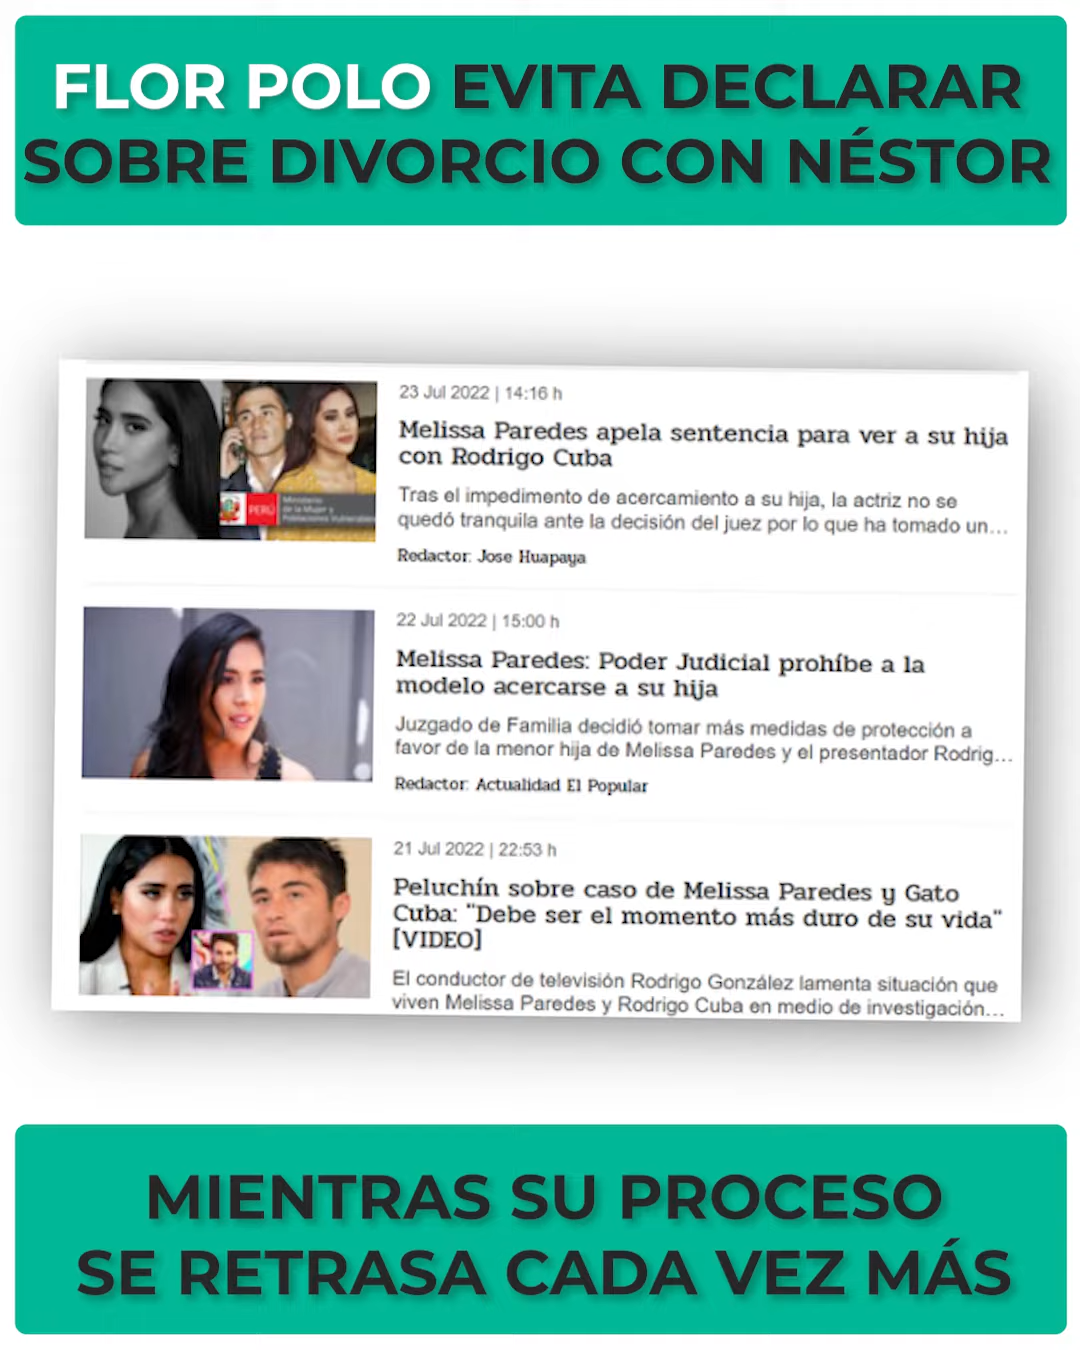 FLOR POLO EVITA DECLARAR
SOBRE DIVORCIO CON NÉSTOR
23 Jul 2022 | 14:16 h
Melissa Paredes apela sentencia para ver a su hija
con Rodrigo Cuba
Tras el impedimento de acercamiento a su hija, la actriz no se
quedó tranquila ante la decisión del juez por lo que ha tomado un...
Redactor: Jose Huapaya
PERÚ
Ministerio
de la Mujer y
Poblaciones Vulnerables
22 Jul 2022 | 15:00 h
Melissa Paredes: Poder Judicial prohíbe a la
modelo acercarse a su hija
Juzgado de Familia decidió tomar más medidas de protección a
favor de la menor hija de Melissa Paredes y el presentador Rodrig...
Redactor: Actualidad El Popular
21 Jul 2022 | 22:53 h
Peluchín sobre caso de Melissa Paredes y Gato
Cuba: "Debe ser el momento más duro de su vida"
[VIDEO]
El conductor de televisión Rodrigo González lamenta situación que
viven Melissa Paredes y Rodrigo Cuba en medio de investigación...
MIENTRAS SU PROCESO
SE RETRASA CADA VEZ MÁS